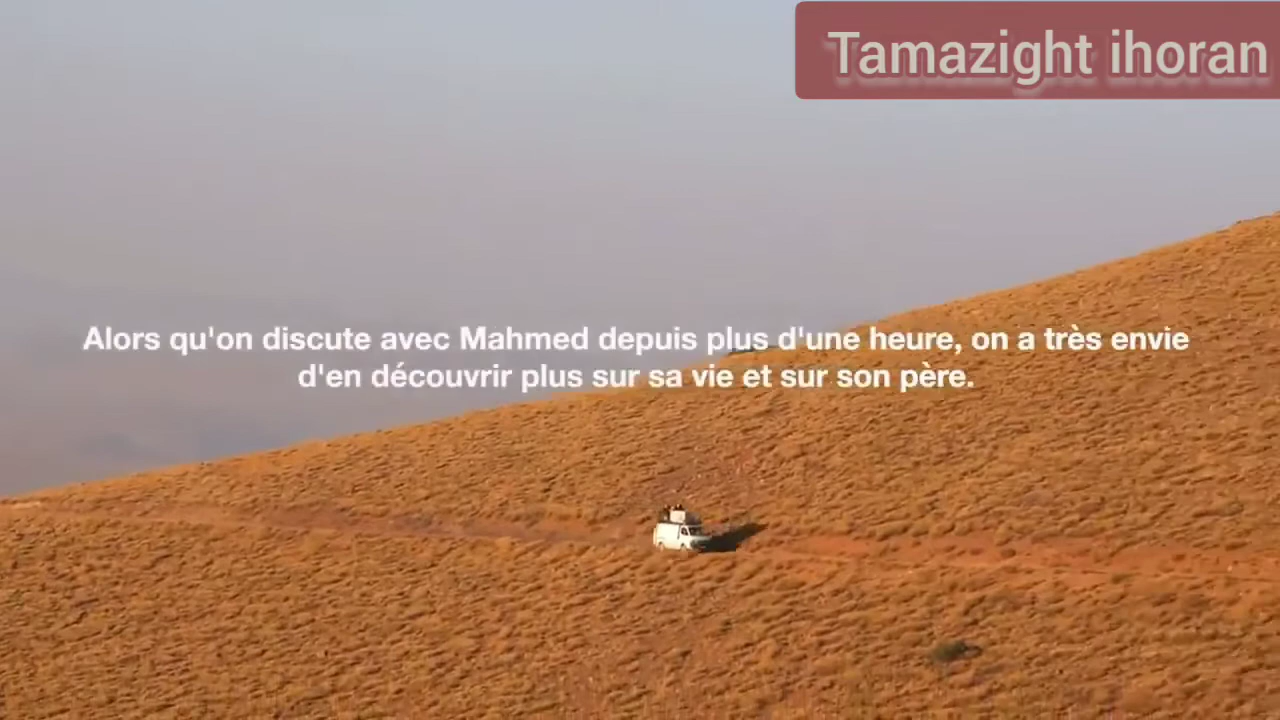 Tamazight ihoran
Alors qu'on discute avec Mahmed depuis plus d'une heure, on a très envie
d'en découvrir plus sur sa vie et sur son père.